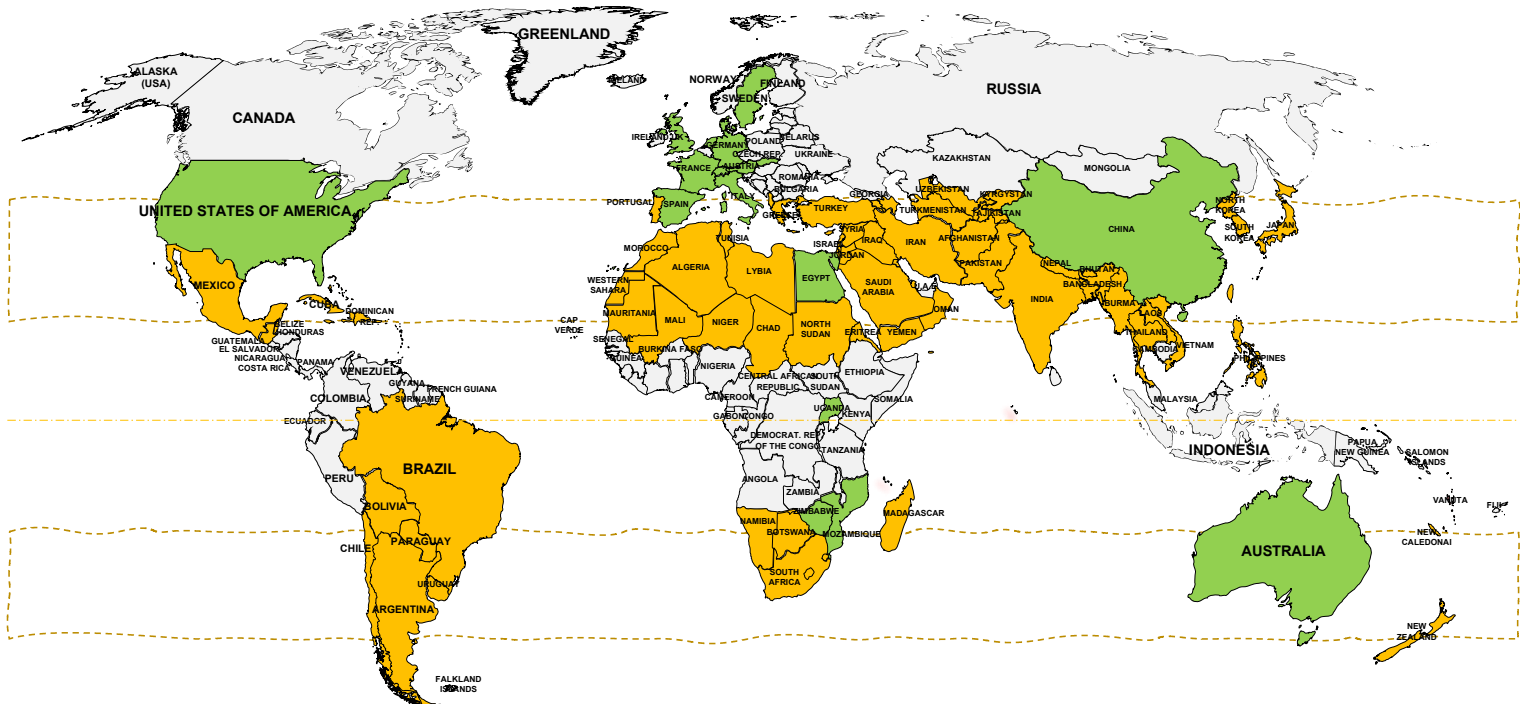 GREENLAND
ALASKA
(USA)
CANADA
ICELAND
NORWAY
FINLAND
SWEDEN
RUSSIA
IRELAND
UK
GERMANY
POLAND
BELARUS
CZECH REP.
UKRAINE
FRANCE
AUSTRIA
ROMANIA
BULGARIA
KAZAKHSTAN
MONGOLIA
UNITED STATES OF AMERICA
PORTUGAL
SPAIN
ITALY
GREECE
TURKEY
GEORGIA
UZBEKISTAN
KYRGYSTAN
TURKMENISTAN
TAJIKISTAN
CHINA
NORTH
KOREA
SOUTH
KOREA
JAPAN
TUNISIA
MOROCCO
ALGERIA
LYBIA
EGYPT
ISRAEL
JORDAN
SYRIA
IRAQ
IRAN
AFGHANISTAN
PAKISTAN
NEPAL
BHUTAN
BANGLADESH
INDIA
BURMA
LAOS
THAILAND
VIETNAM
CAMBODIA
PHILIPPINES
WESTERN
SAHARA
MAURITANIA
MALI
NIGER
CHAD
NORTH
SUDAN
ERITREA
SAUDI
ARABIA
U.A.E
OMAN
YEMEN
MEXICO
CUBA
DOMINICAN
REP.
BELIZE
HONDURAS
GUATEMALA
EL SALVADOR
NICARAGUA
COSTA RICA
PANAMA
VENEZUELA
GUYANA
FRENCH GUIANA
SURINAME
COLOMBIA
ECUADOR
CAP
VERDE
SENEGAL
GUINEA
BURKINA FASO
NIGERIA
CENTRAL AFRICAN
REPUBLIC
SOUTH
SUDAN
ETHIOPIA
SOMALIA
CAMEROON
UGANDA
KENYA
GABON
CONGO
DEMOCRAT. REP.
OF THE CONGO
TANZANIA
MALAYSIA
INDONESIA
PAPUA
NEW GUINEA
SALOMON
ISLANDS
BRAZIL
PERU
BOLIVIA
ANGOLA
ZAMBIA
ZIMBABWE
MADAGASCAR
NAMIBIA
BOTSWANA
MOZAMBIQUE
SOUTH
AFRICA
VANUTA
FIJI
NEW
CALEDONAI
AUSTRALIA
CHILE
PARAGUAY
URUGUAY
ARGENTINA
NEW
ZEALAND
FALKLAND
ISLANDS